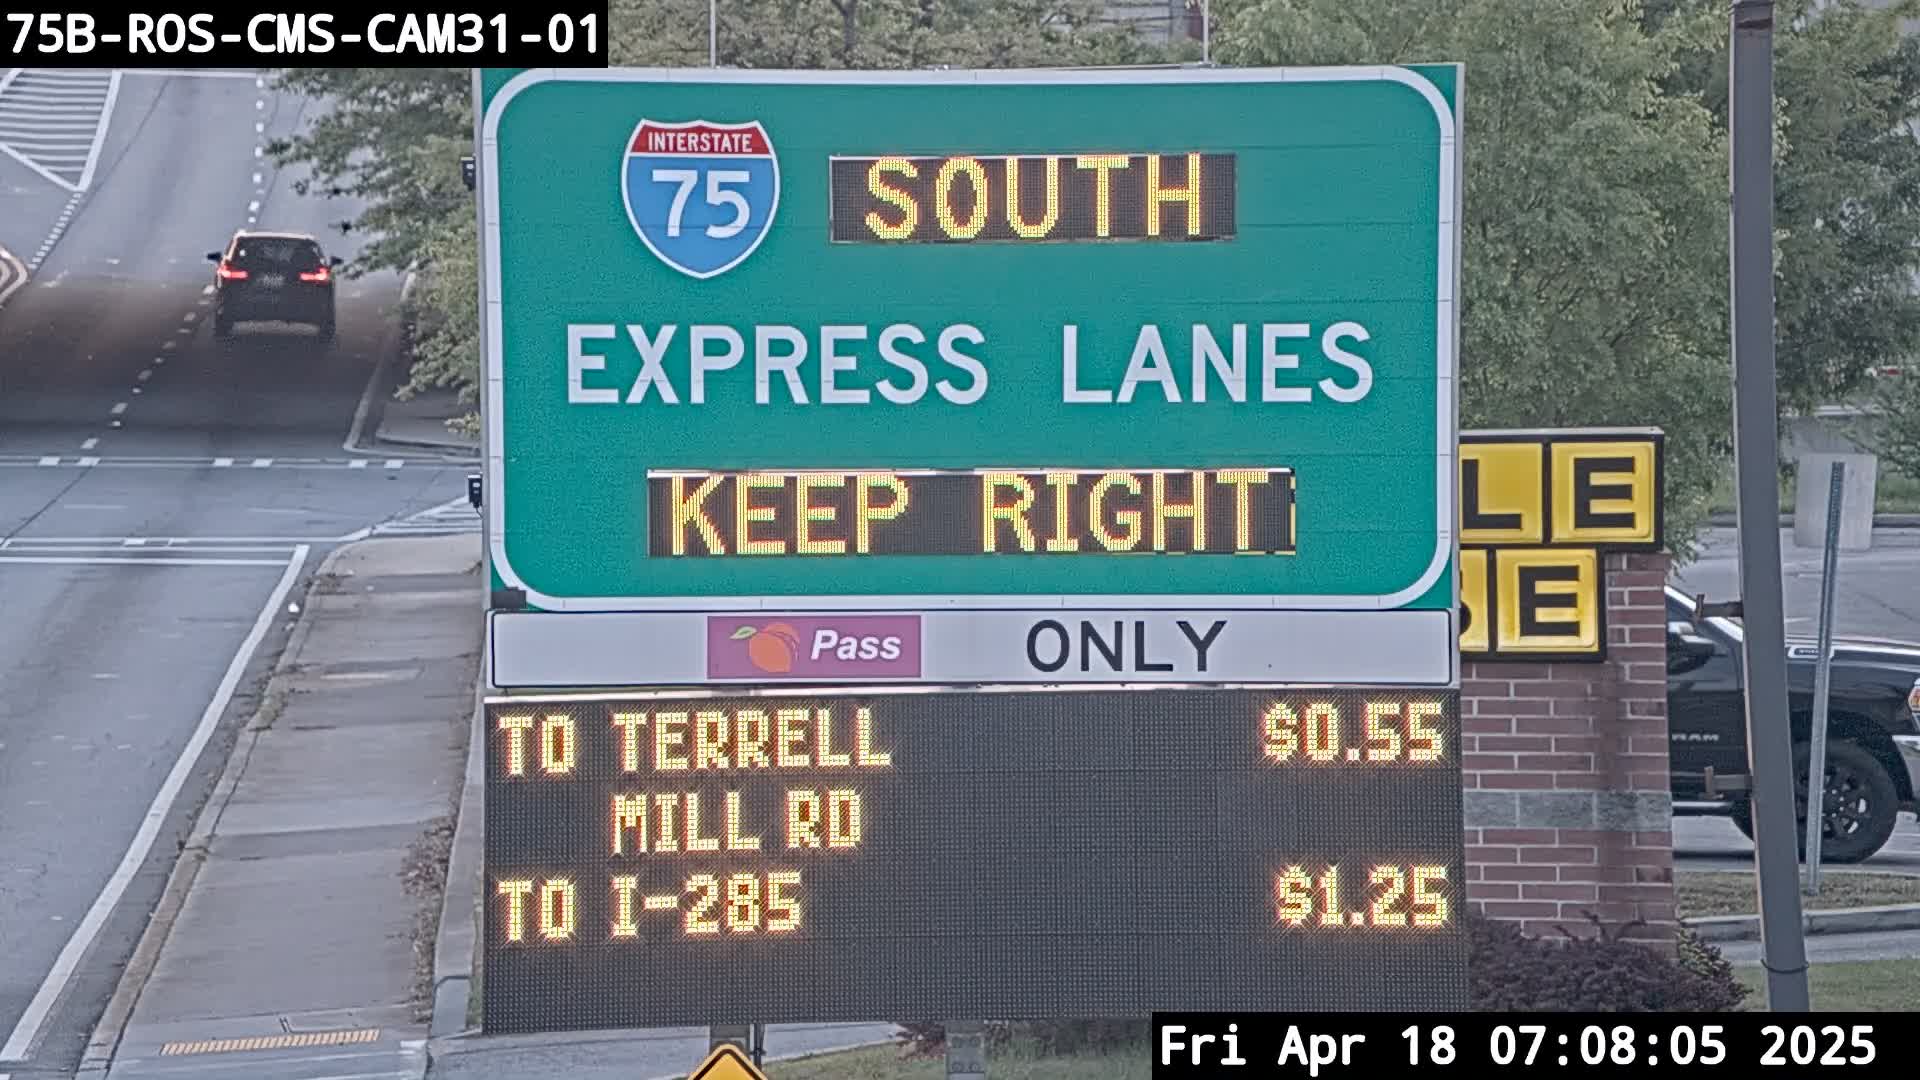 75B-ROS-CMS-CAM31-01
INTERSTATE
75
SOUTH
EXPRESS LANES
KEEP RIGHT
Pass ONLY
TO TERRELL $0.55
MILL RD
TO I-285 $1.25
LE
E
Fri Apr 18 07:08:05 2025